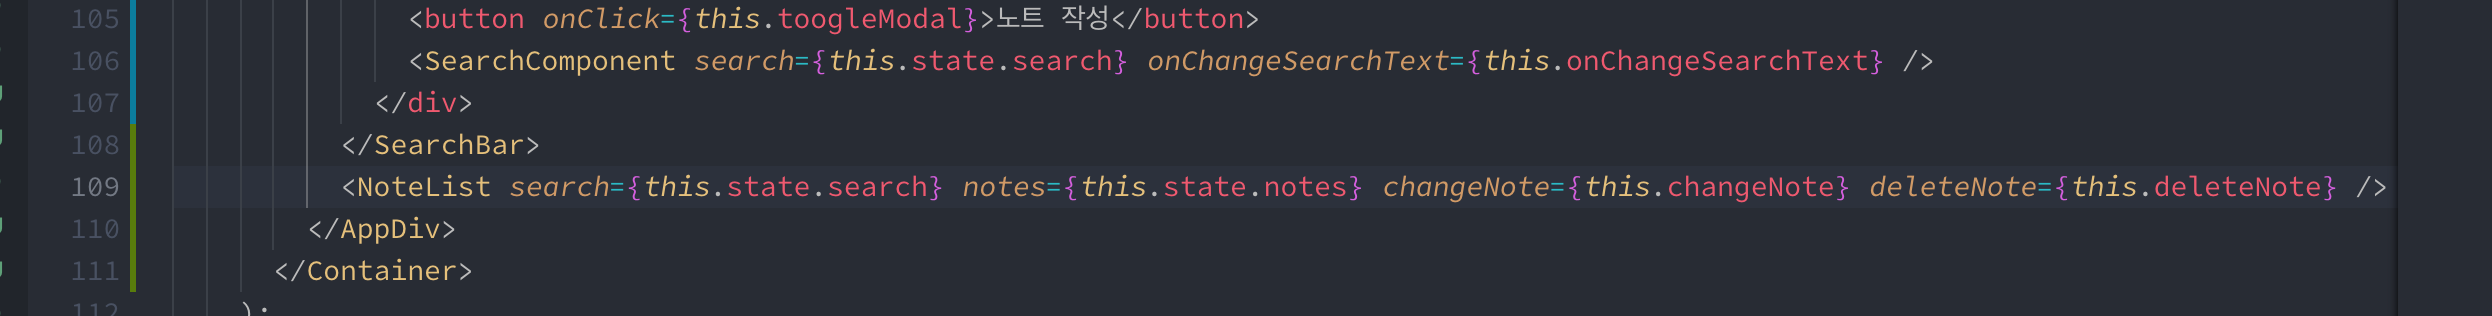 105 <button onClick={this.toogleModal}>노트 작성</button>
106 <SearchComponent search={this.state.search} onChangeSearchText={this.onChangeSearchText} />
107 </div>
108 </SearchBar>
109 <NoteList search={this.state.search} notes={this.state.notes} changeNote={this.changeNote} deleteNote={this.deleteNote} />
110 </AppDiv>
111 </Container>
112 );